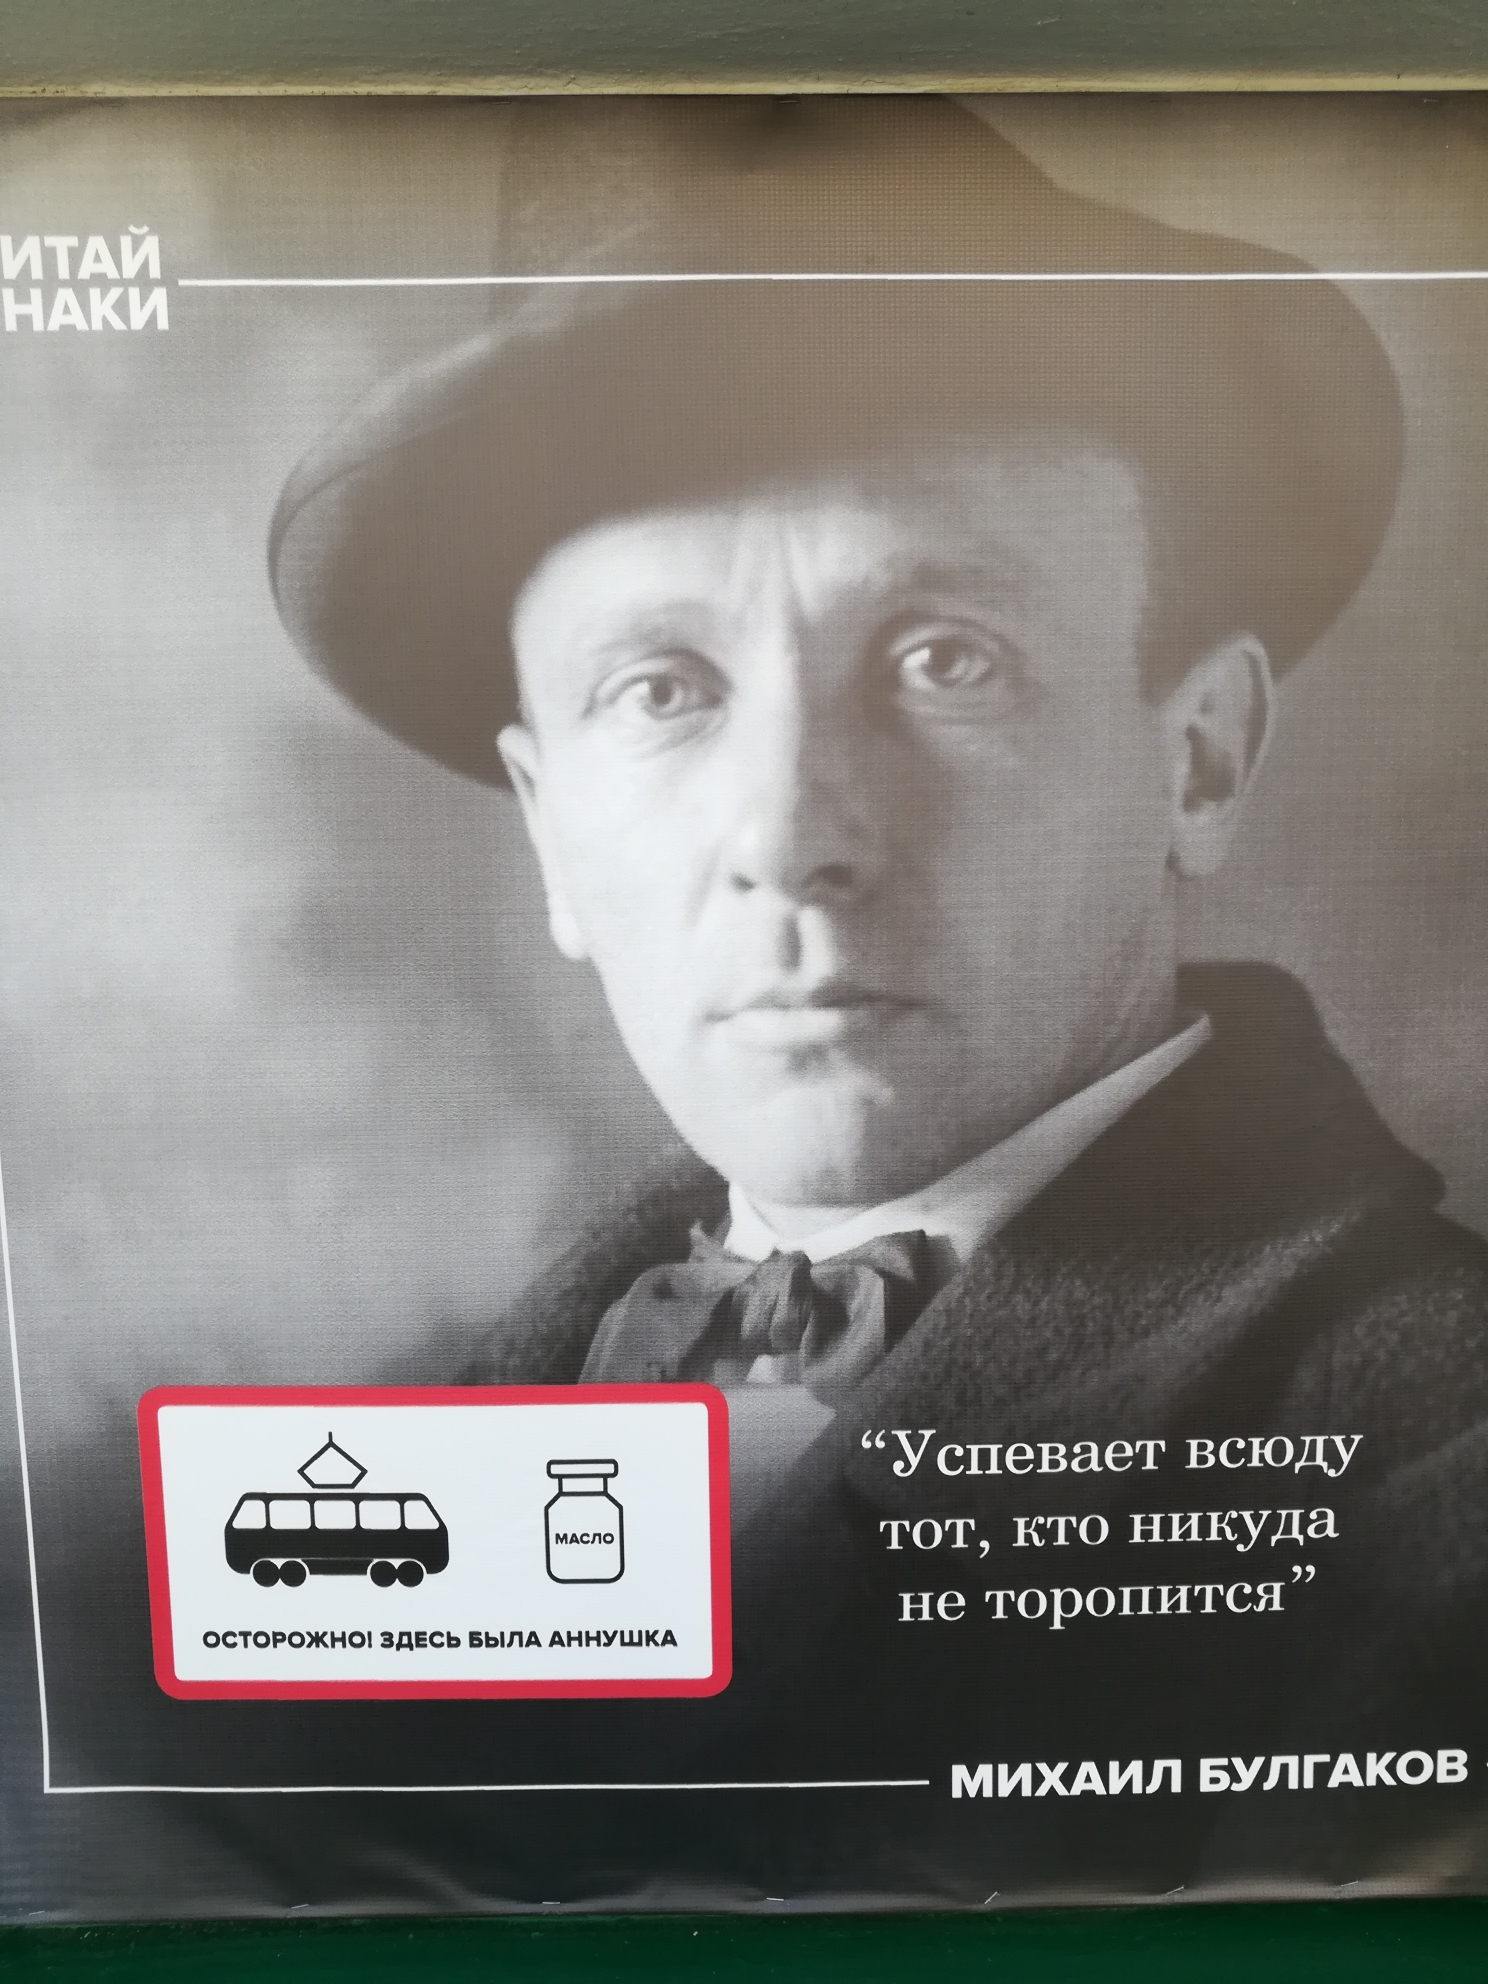 ИТАЙ
НАКИ
МАСЛО
ОСТОРОЖНО! ЗДЕСЬ БЫЛА АННУШКА
“Успевает всюду
тот, кто никуда
не торопится”
МИХАИЛ БУЛГАКОВ